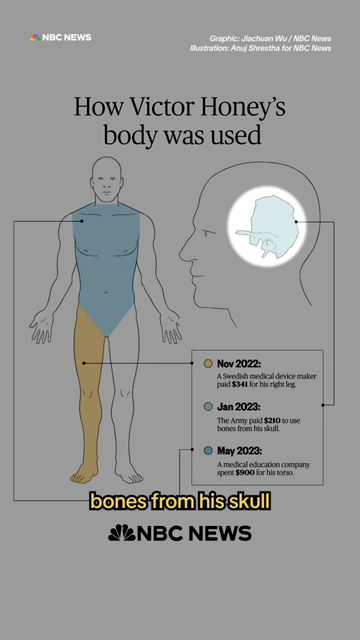 NBC NEWS
Graphic: Jiachuan Wu / NBC News
Illustration: Anuj Shrestha for NBC News
How Victor Honey's
body was used
Nov 2022:
A Swedish medical device maker
paid $341 for his right leg.
Jan 2023:
The Army paid $210 to use
bones from his skull.
May 2023:
A medical education company
spent $900 for his torso.
bones from his skull
NBC NEWS